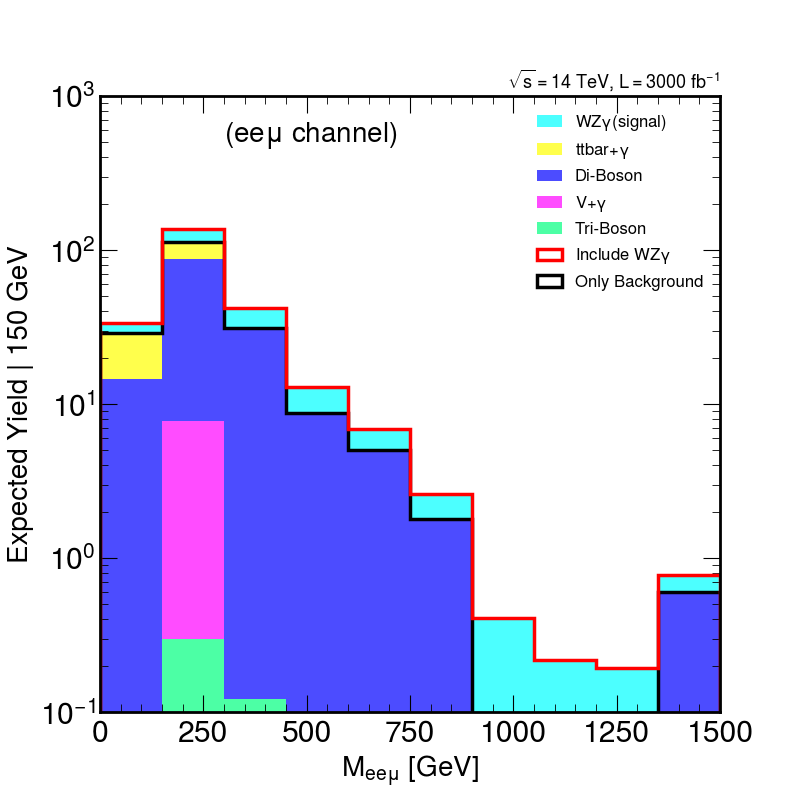 √s = 14 TeV, L = 3000 fb⁻¹
(eeμ channel)
WZγ(signal)
ttbar+γ
Di-Boson
V+γ
Tri-Boson
Include WZγ
Only Background
Expected Yield | 150 GeV
10³
10²
10¹
10⁰
10⁻¹
0 250 500 750 1000 1250 1500
M_eeμ [GeV]